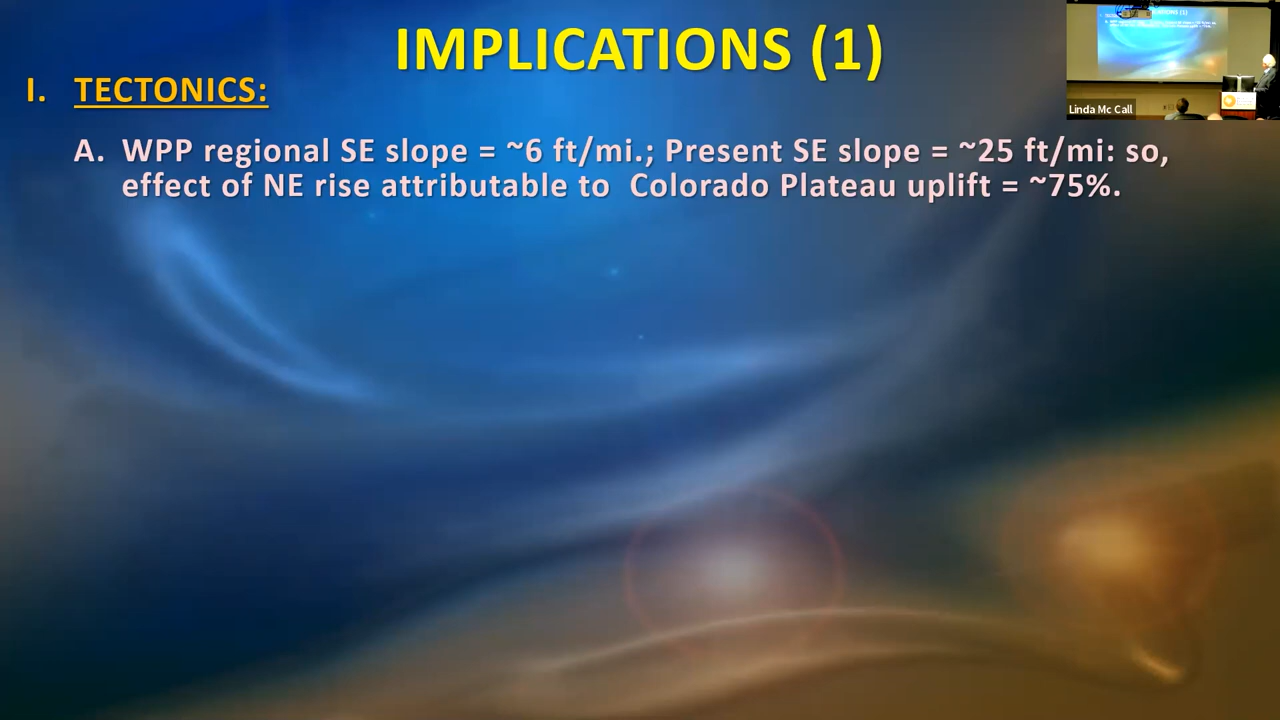 IMPLICATIONS (1)
I. TECTONICS:
A. WPP regional SE slope = ~6 ft/mi.; Present SE slope = ~25 ft/mi: so,
effect of NE rise attributable to Colorado Plateau uplift = ~75%.
Linda Mc Call